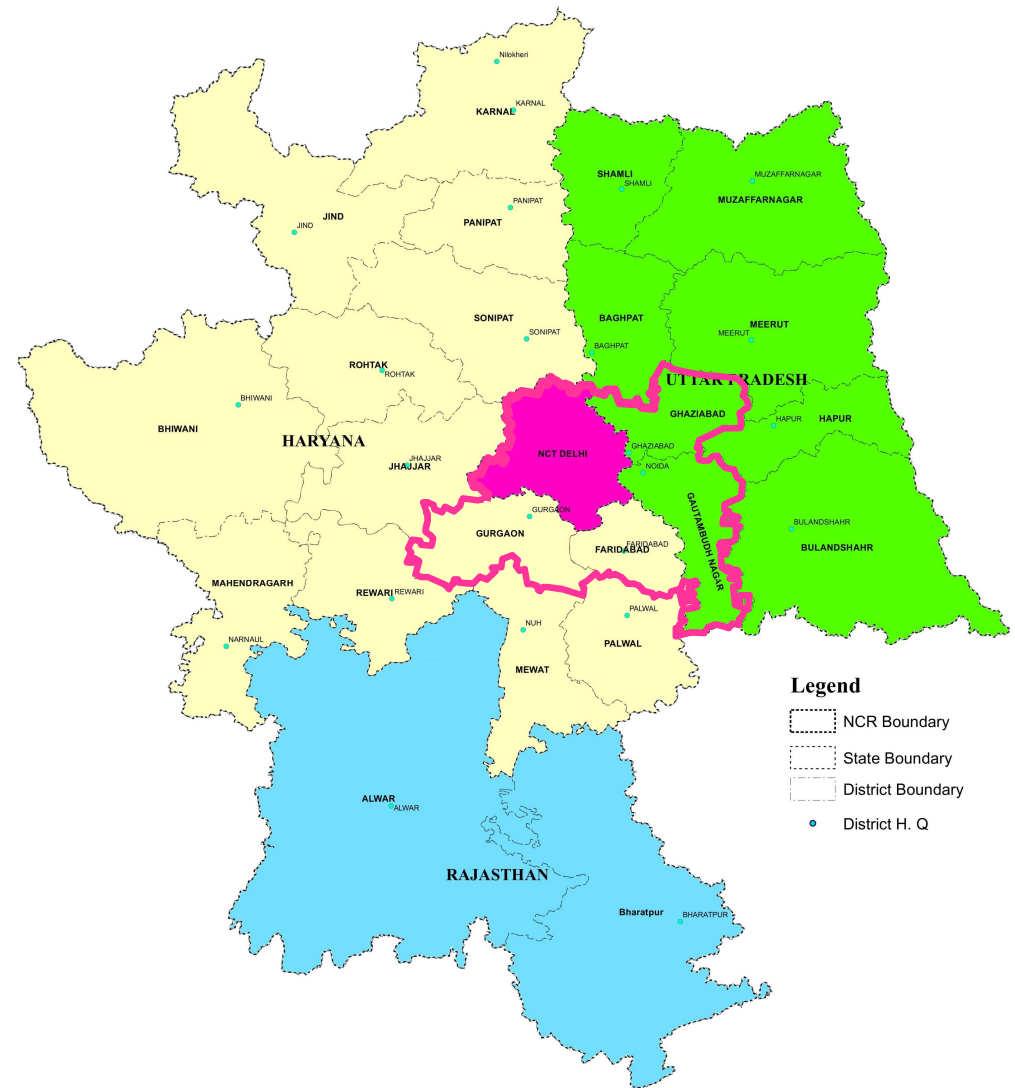 Nilokheri
KARNAL
KARNAL
SHAMLI
SHAMLI
MUZAFFARNAGAR
MUZAFFARNAGAR
PANIPAT
PANIPAT
JIND
JIND
SONIPAT
SONIPAT
BAGHPAT
BAGHPAT
MEERUT
MEERUT
ROHTAK
ROHTAK
UTTAR PRADESH
BHIWANI
BHIWANI
GHAZIABAD
HAPUR
HAPUR
HARYANA
NCT DELHI
GHAZIABAD
JHAJJAR
JHAJJAR
NOIDA
GURGAON
GURGAON
GAUTAMBUDH NAGAR
BULANDSHAHR
BULANDSHAHR
FARIDABAD
FARIDABAD
MAHENDRAGARH
REWARI
REWARI
PALWAL
PALWAL
NARNAUL
NUH
MEWAT
Legend
NCR Boundary
State Boundary
District Boundary
District H. Q
ALWAR
ALWAR
RAJASTHAN
Bharatpur
BHARATPUR